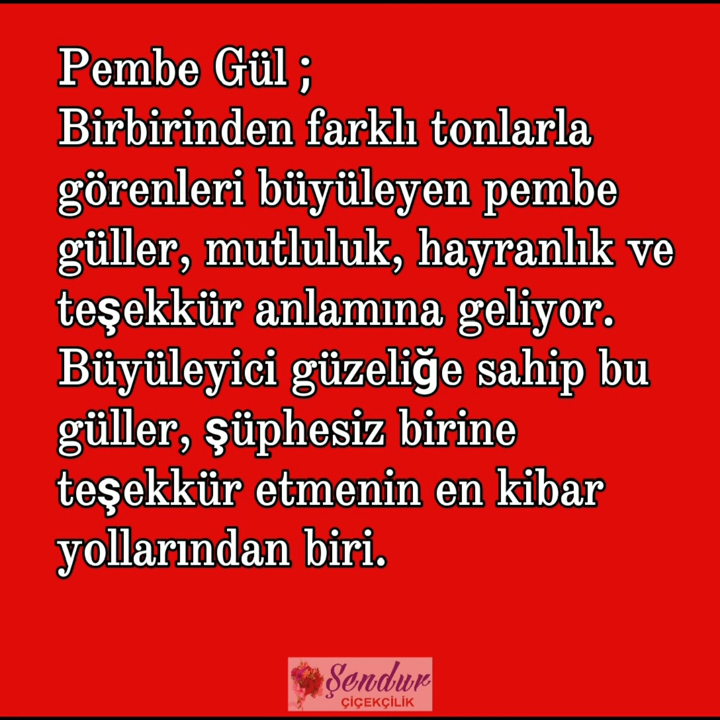 Pembe Gül ;
Birbirinden farklı tonlarla
görenleri büyüleyen pembe
güller, mutluluk, hayranlık ve
teşekkür anlamına geliyor.
Büyüleyici güzeliğe sahip bu
güller, şüphesiz birine
teşekkür etmenin en kibar
yollarından biri.
Şendur
ÇİÇEKÇİLİK